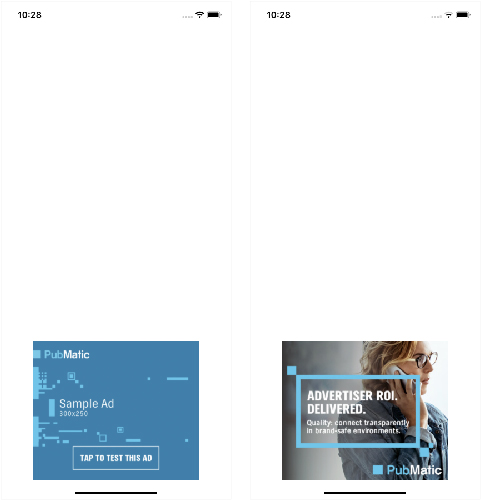 10:28
PubMatic
Sample Ad
300x250
TAP TO TEST THIS AD
10:28
ADVERTISER ROI.
DELIVERED.
Quality: connect transparently
in brand-safe environments.
PubMatic